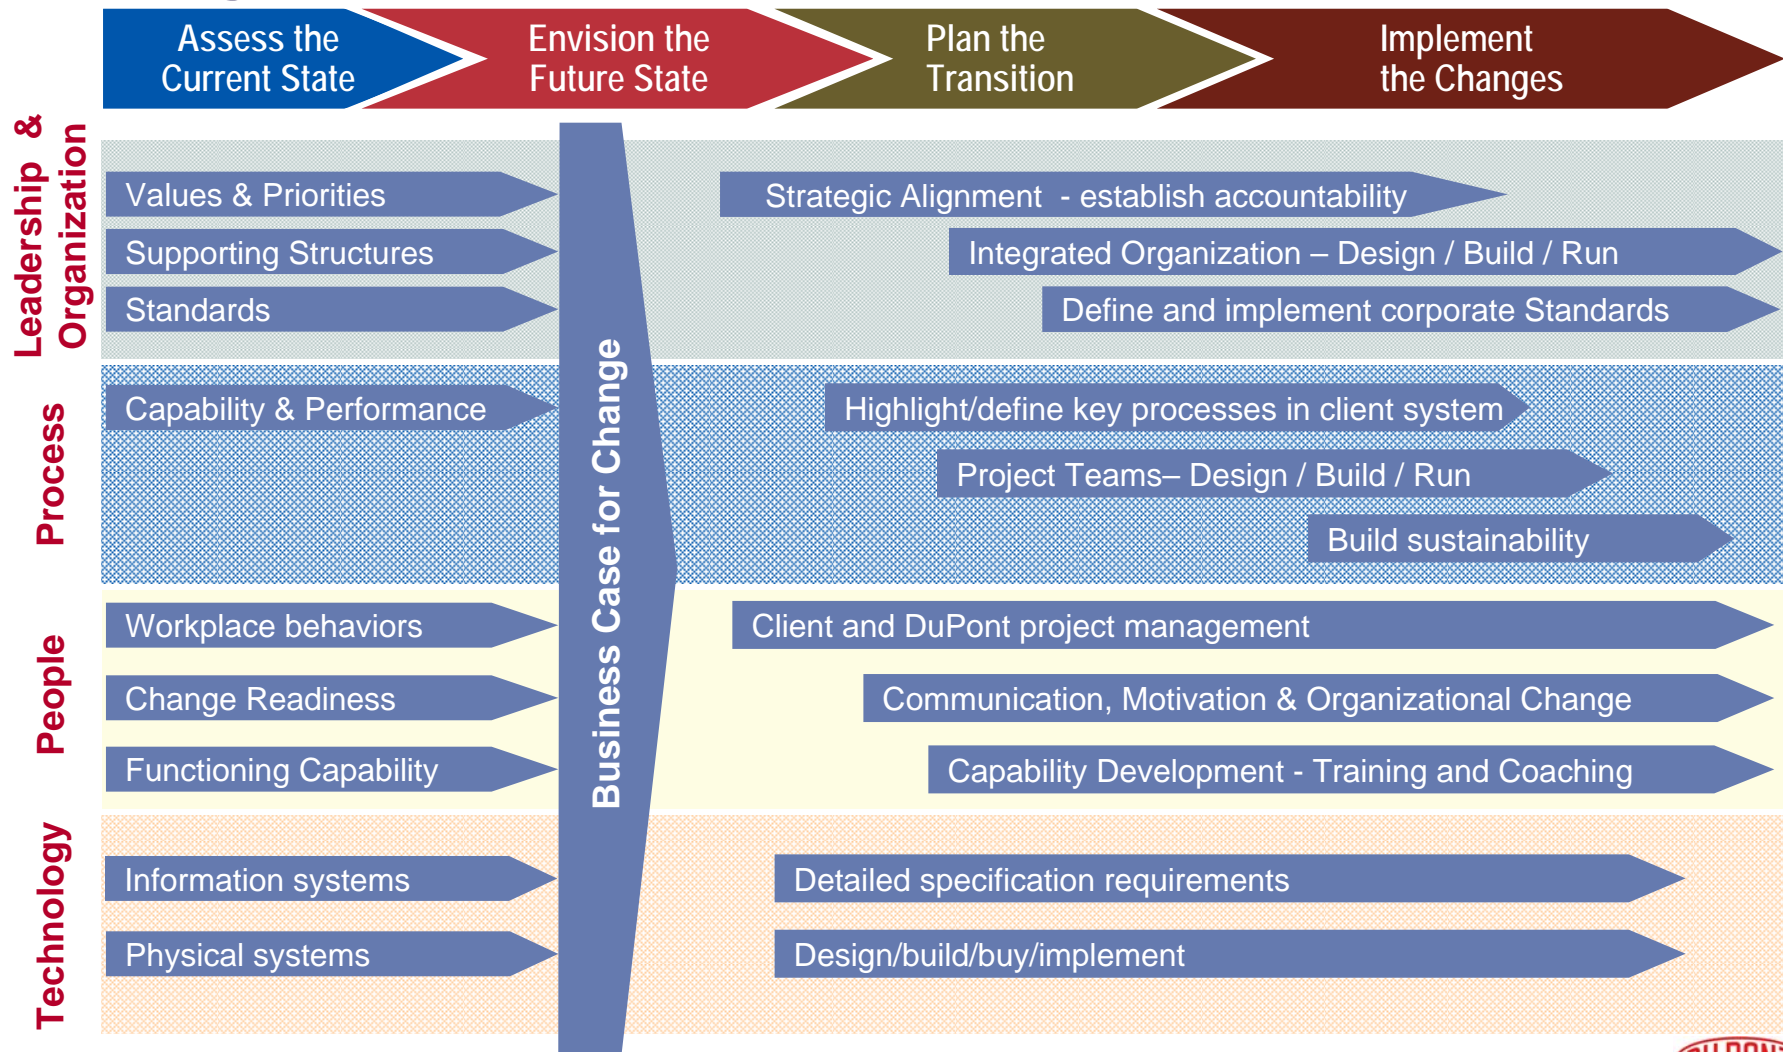 Assess the
Current State
Envision the
Future State
Plan the
Transition
Implement
the Changes
Leadership &
Organization
Values & Priorities
Supporting Structures
Standards
Strategic Alignment - establish accountability
Integrated Organization – Design / Build / Run
Define and implement corporate Standards
Business Case for Change
Process
Capability & Performance
Highlight/define key processes in client system
Project Teams– Design / Build / Run
Build sustainability
People
Workplace behaviors
Change Readiness
Functioning Capability
Client and DuPont project management
Communication, Motivation & Organizational Change
Capability Development - Training and Coaching
Technology
Information systems
Physical systems
Detailed specification requirements
Design/build/buy/implement